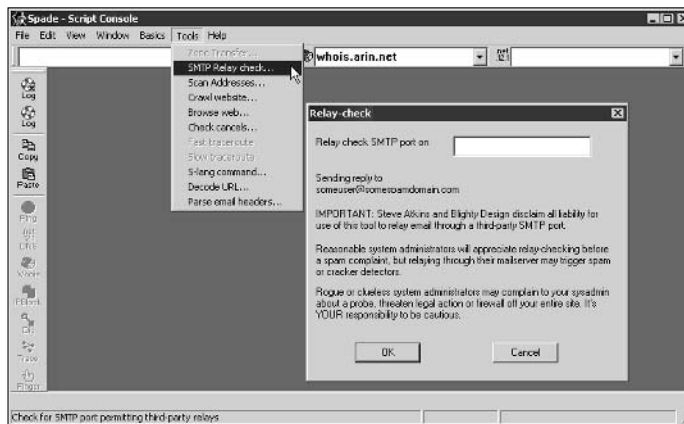 Spade - Script Console
File Edit View Window Basics Tools Help
whois.arin.net
Zone Transfer...
SMTP Relay check...
Scan Addresses...
Crawl website...
Browse web...
Check cancels...
Fast traceroute
Slow traceroute
S-lang command...
Decode URL...
Parse email headers...
Log
Log
Copy
Paste
Ping
DNS
Whois
IPBlock
Dig
Trace
Finger
Relay-check
Relay check SMTP port on
Sending reply to
someuser@somespamdomain.com
IMPORTANT: Steve Atkins and Blighty Design disclaim all liability for
use of this tool to relay email through a third-party SMTP port.
Reasonable system administrators will appreciate relay-checking before
a spam complaint, but relaying through their mailserver may trigger spam
or cracker detectors.
Rogue or clueless system administrators may complain to your sysadmin
about a probe, threaten legal action or firewall off your entire site. It's
YOUR responsibility to be cautious.
OK
Cancel
Check for SMTP port permitting third-party relays